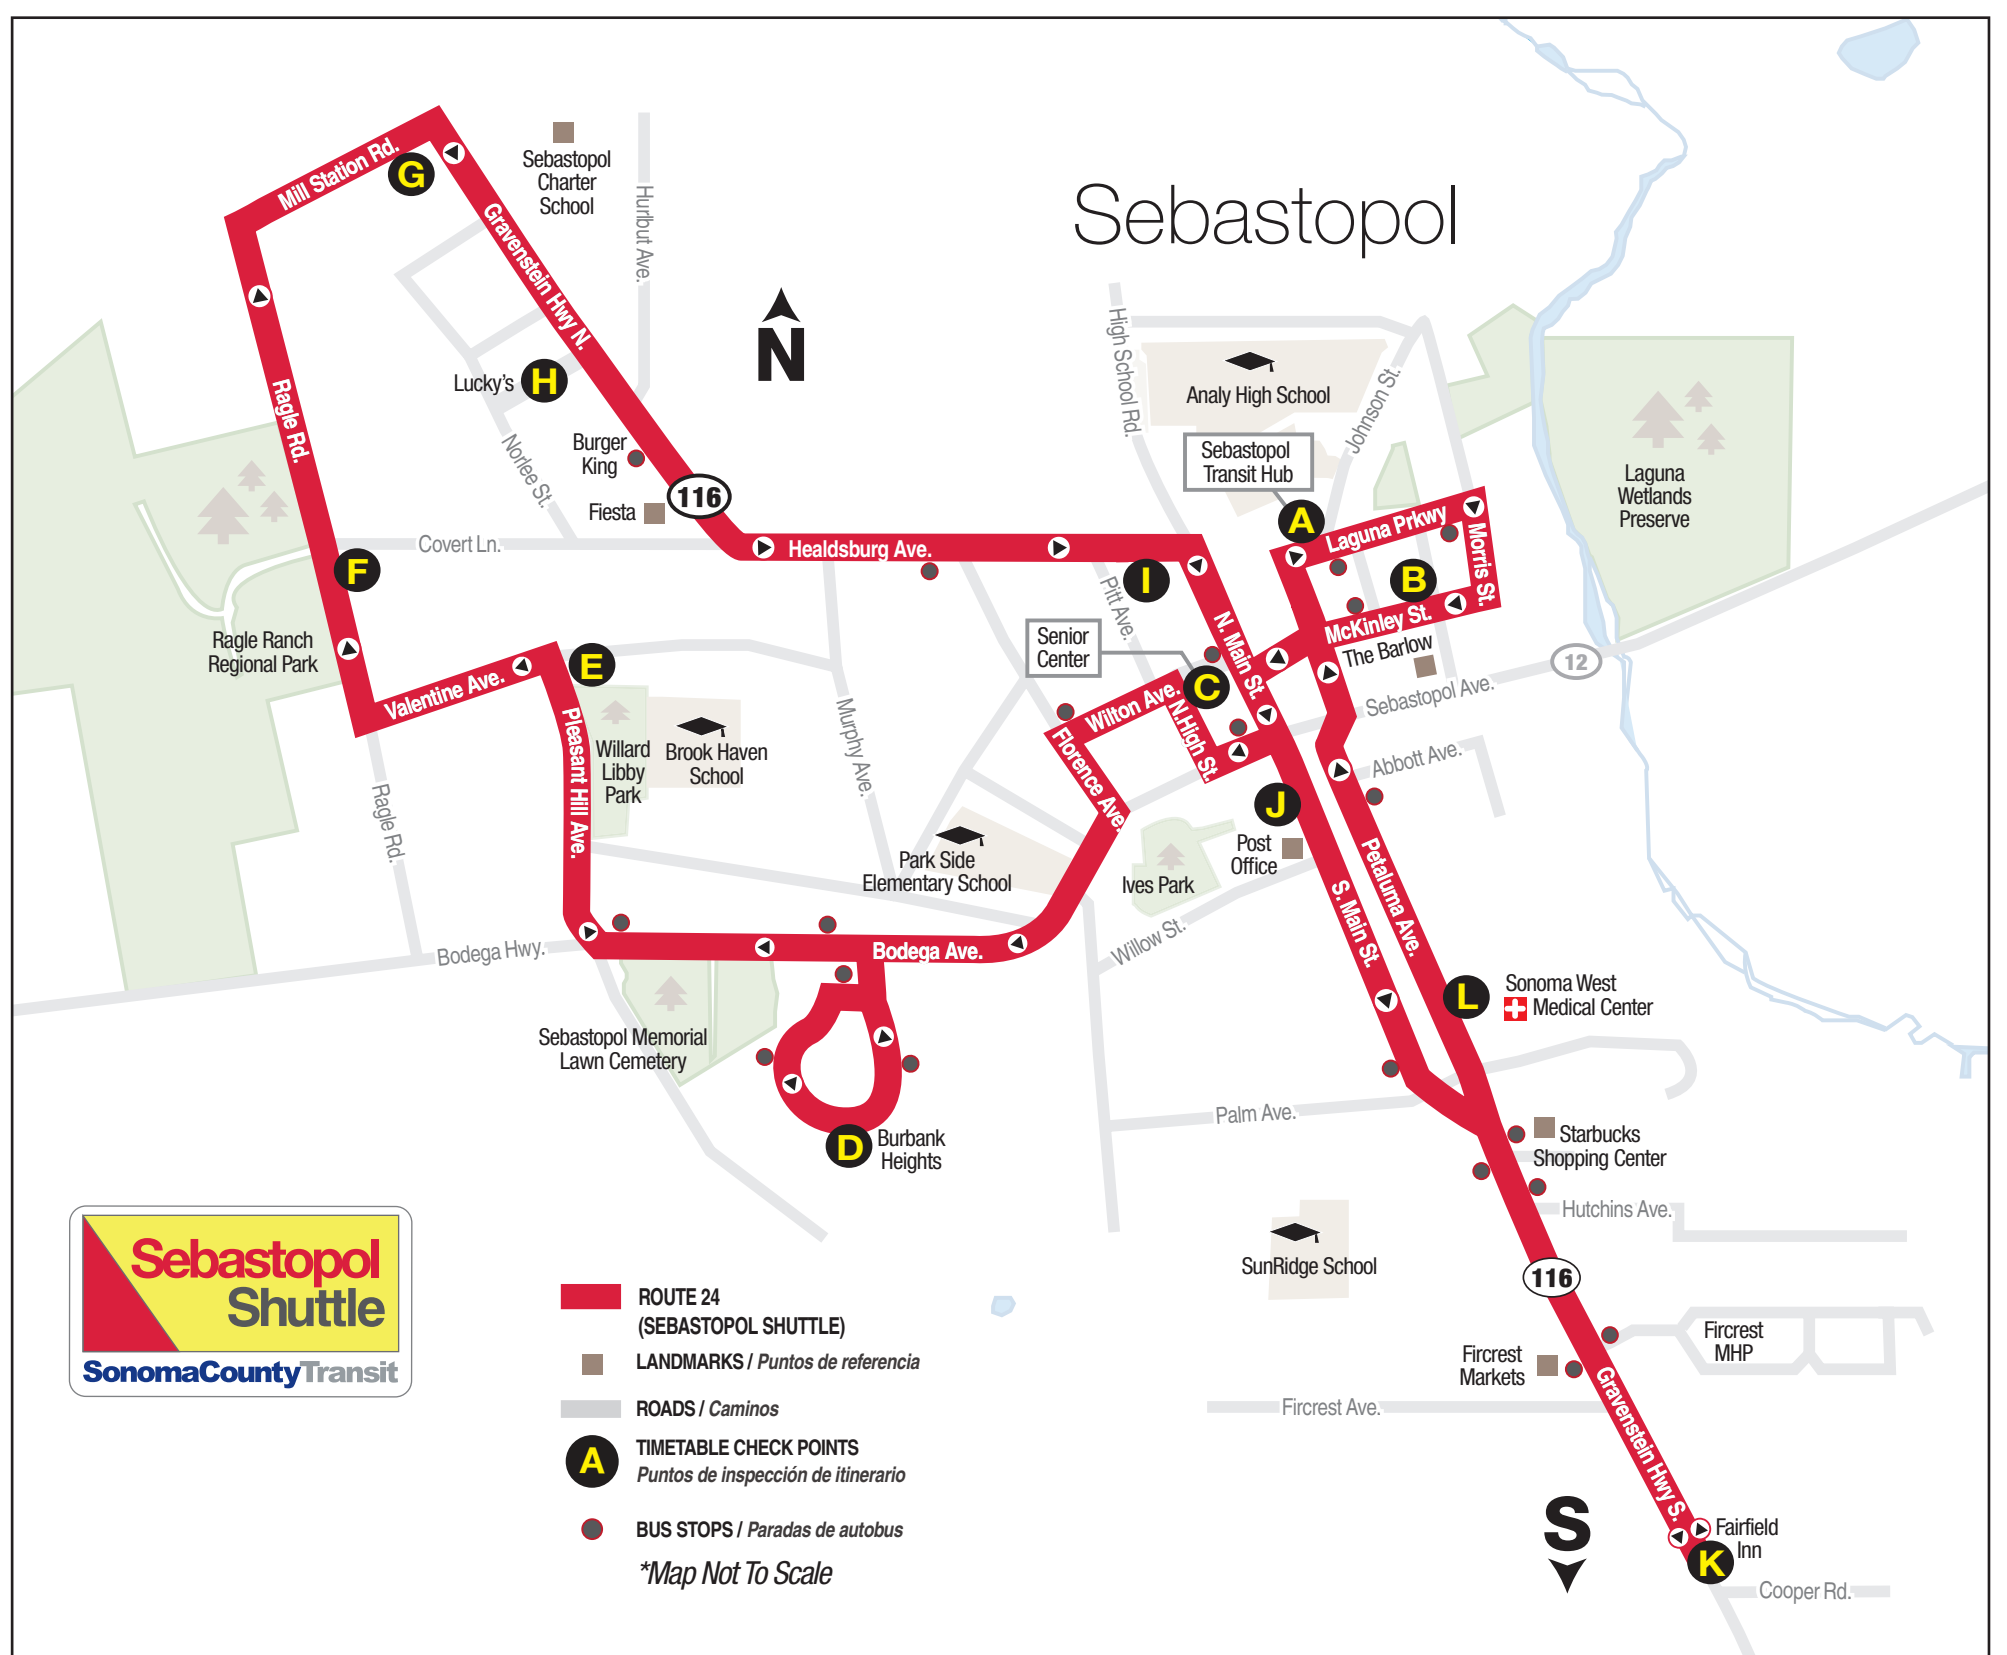 Sebastopol
Mill Station Rd.
G
Sebastopol
Charter
School
Hurlbut Ave.
Gravenstein Hwy N.
N
High School Rd.
Analy High School
Johnson St.
Sebastopol
Transit Hub
Laguna
Wetlands
Preserve
Ragle Rd.
Lucky's
H
Burger
King
Norlee St.
Fiesta
116
A
Laguna Prkwy
Morris St.
B
McKinley St.
The Barlow
12
Covert Ln.
Healdsburg Ave.
F
I
Pitt Ave.
N. Main St.
Senior
Center
C
Ragle Ranch
Regional Park
E
Valentine Ave.
Pleasant Hill Ave.
Willard
Libby
Park
Brook Haven
School
Murphy Ave.
Wilton Ave.
N.High St.
Florence Ave.
Sebastopol Ave.
Abbott Ave.
Ragle Rd.
J
Post
Office
Park Side
Elementary School
Ives Park
Willow St.
S. Main St.
Petaluma Ave.
Bodega Hwy.
Bodega Ave.
L
Sonoma West
Medical Center
Sebastopol Memorial
Lawn Cemetery
D
Burbank
Heights
Palm Ave.
Starbucks
Shopping Center
Hutchins Ave.
SunRidge School
116
Fircrest
MHP
Fircrest
Markets
Fircrest Ave.
Gravenstein Hwy S.
S
Fairfield
Inn
K
Cooper Rd.
Sebastopol
Shuttle
SonomaCountyTransit
ROUTE 24
(SEBASTOPOL SHUTTLE)
LANDMARKS / Puntos de referencia
ROADS / Caminos
A
TIMETABLE CHECK POINTS
Puntos de inspección de itinerario
BUS STOPS / Paradas de autobus
*Map Not To Scale